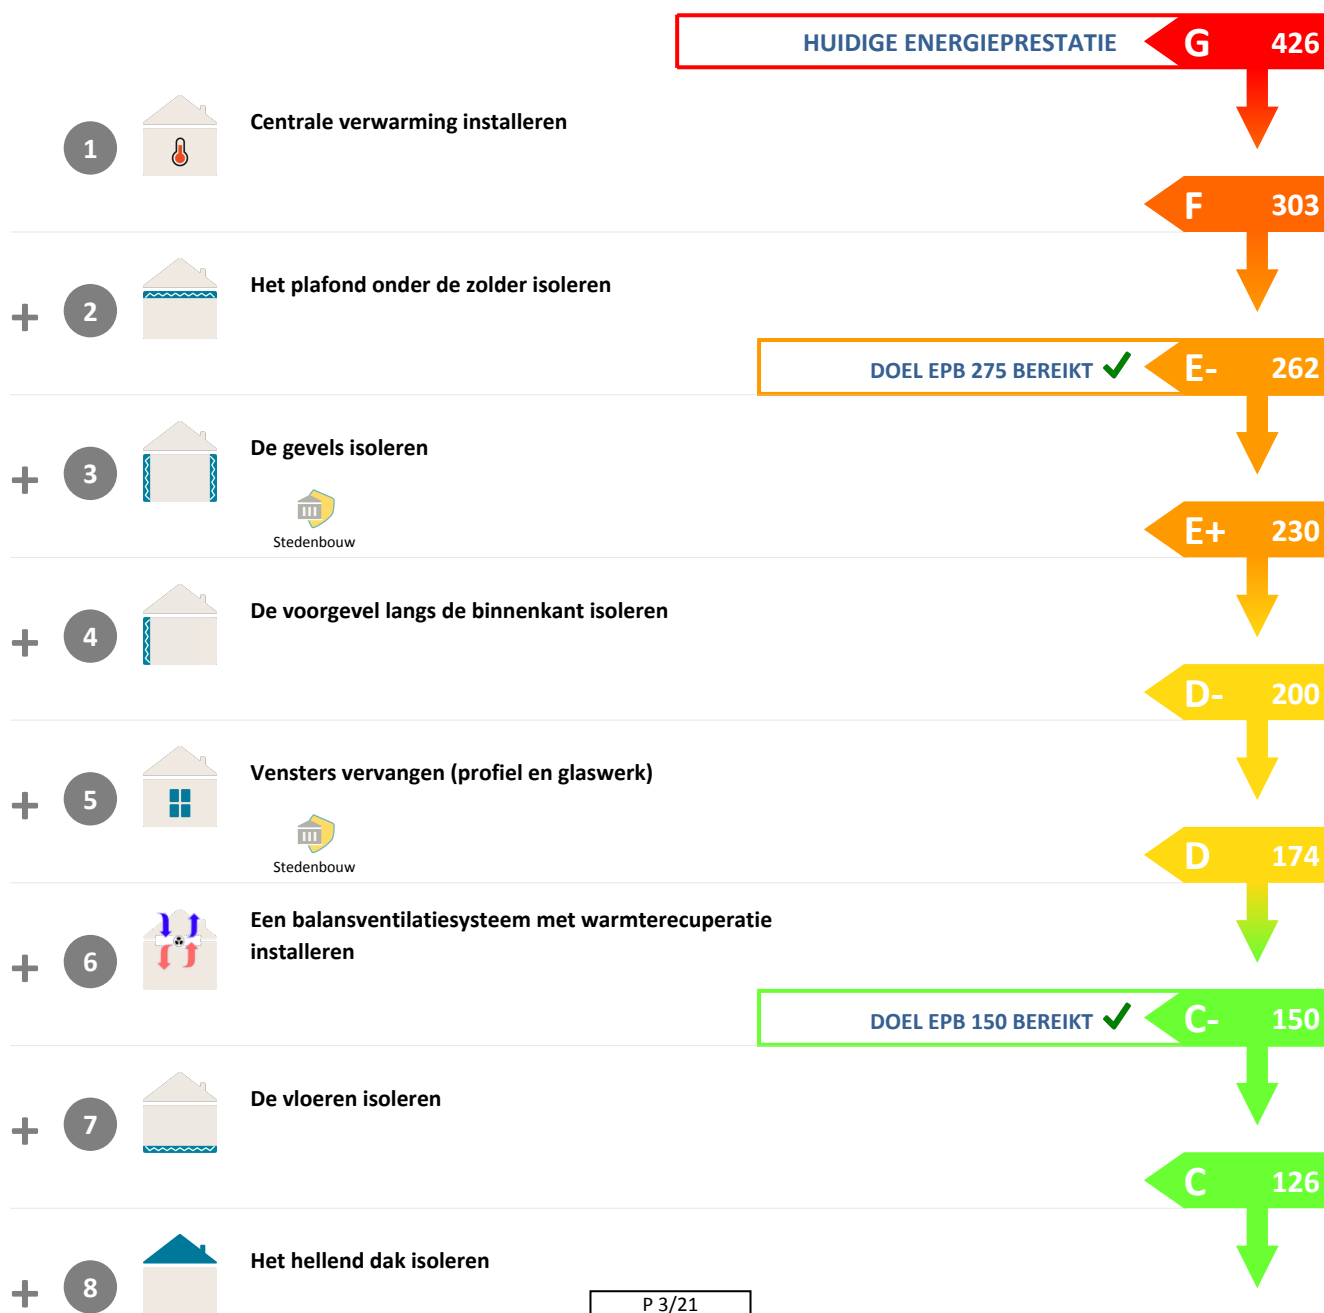 HUIDIGE ENERGIEPRESTATIE G 426
1 Centrale verwarming installeren
F 303
+ 2 Het plafond onder de zolder isoleren
DOEL EPB 275 BEREIKT ✓ E- 262
+ 3 De gevels isoleren
Stedenbouw
E+ 230
+ 4 De voorgevel langs de binnenkant isoleren
D- 200
+ 5 Vensters vervangen (profiel en glaswerk)
Stedenbouw
D 174
+ 6 Een balansventilatiesysteem met warmterecuperatie
installeren
DOEL EPB 150 BEREIKT ✓ C- 150
+ 7 De vloeren isoleren
C 126
+ 8 Het hellend dak isoleren
P 3/21